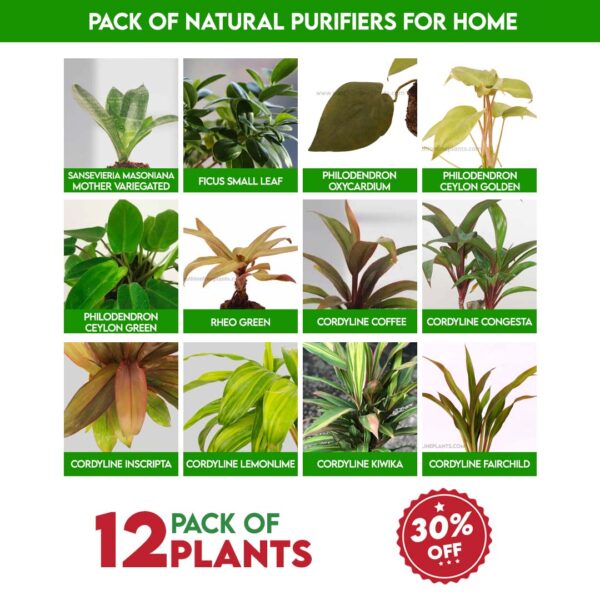 PACK OF NATURAL PURIFIERS FOR HOME
SANSEVIERIA MASONIANA
MOTHER VARIEGATED
FICUS SMALL LEAF
PHILODENDRON
OXYCARDIUM
PHILODENDRON
CEYLON GOLDEN
PHILODENDRON
CEYLON GREEN
RHEO GREEN
CORDYLINE COFFEE
CORDYLINE CONGESTA
CORDYLINE INSCRIPTA
CORDYLINE LEMONLIME
CORDYLINE KIWIKA
JNEPLANTS.COM
CORDYLINE FAIRCHILD
12 PACK OF
PLANTS
30%
OFF